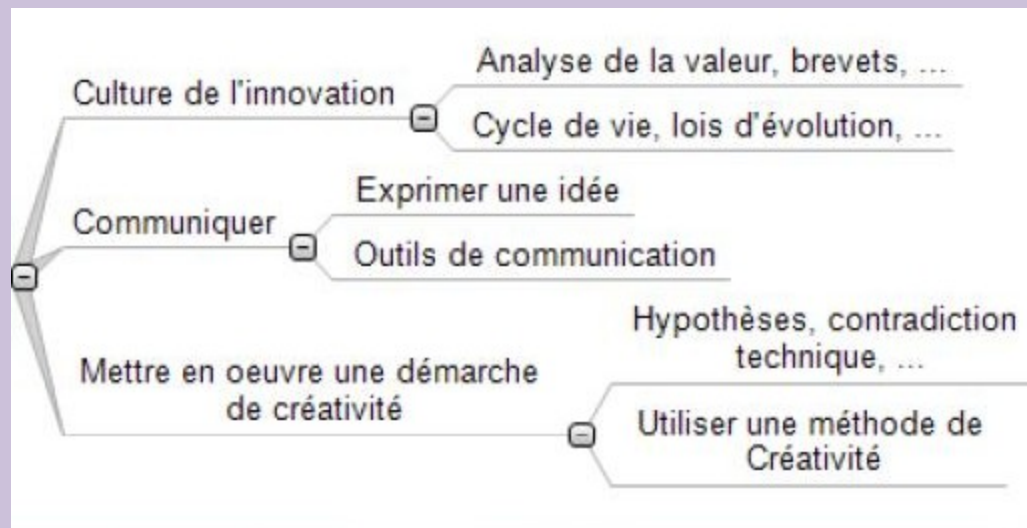 Culture de l'innovation
Analyse de la valeur, brevets, ...
Cycle de vie, lois d'évolution, ...
Communiquer
Exprimer une idée
Outils de communication
Mettre en oeuvre une démarche
de créativité
Hypothèses, contradiction
technique, ...
Utiliser une méthode de
Créativité